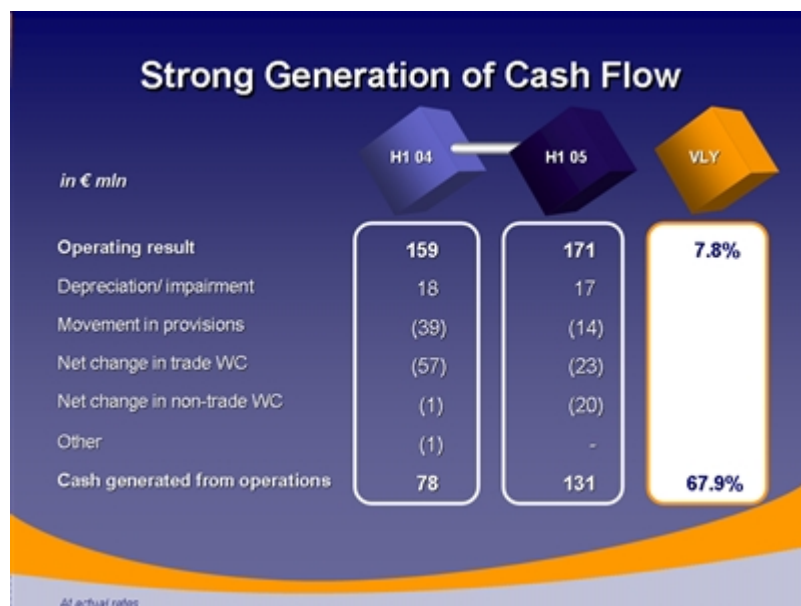 Strong Generation of Cash Flow
in € mln H1 04 H1 05 VLY
Operating result 159 171 7.8%
Depreciation/ impairment 18 17
Movement in provisions (39) (14)
Net change in trade WC (57) (23)
Net change in non-trade WC (1) (20)
Other (1) -
Cash generated from operations 78 131 67.9%
At actual rates